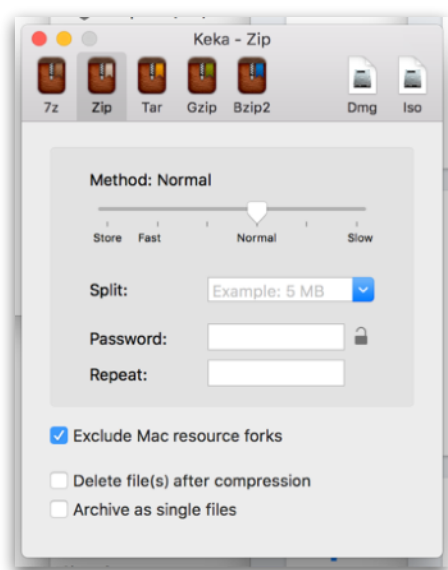 Keka - Zip
7z Zip Tar Gzip Bzip2 Dmg Iso
Method: Normal
Store Fast Normal Slow
Split: Example: 5 MB
Password:
Repeat:
Exclude Mac resource forks
Delete file(s) after compression
Archive as single files